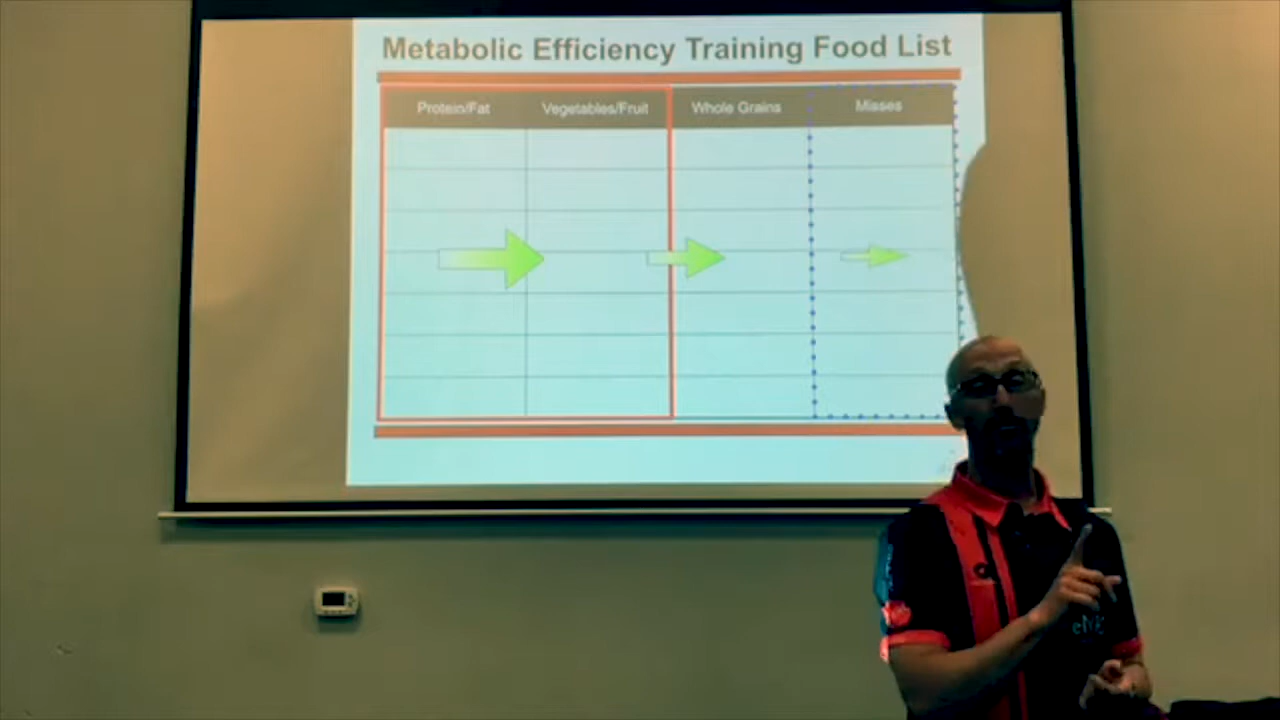 Metabolic Efficiency Training Food List
Protein/Fat Vegetables/Fruit Whole Grains Misses